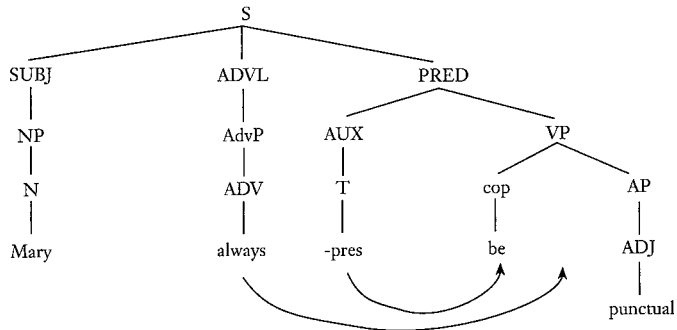 S
SUBJ ADVL PRED
NP AdvP AUX VP
N ADV T cop AP
Mary always -pres be ADJ
punctual